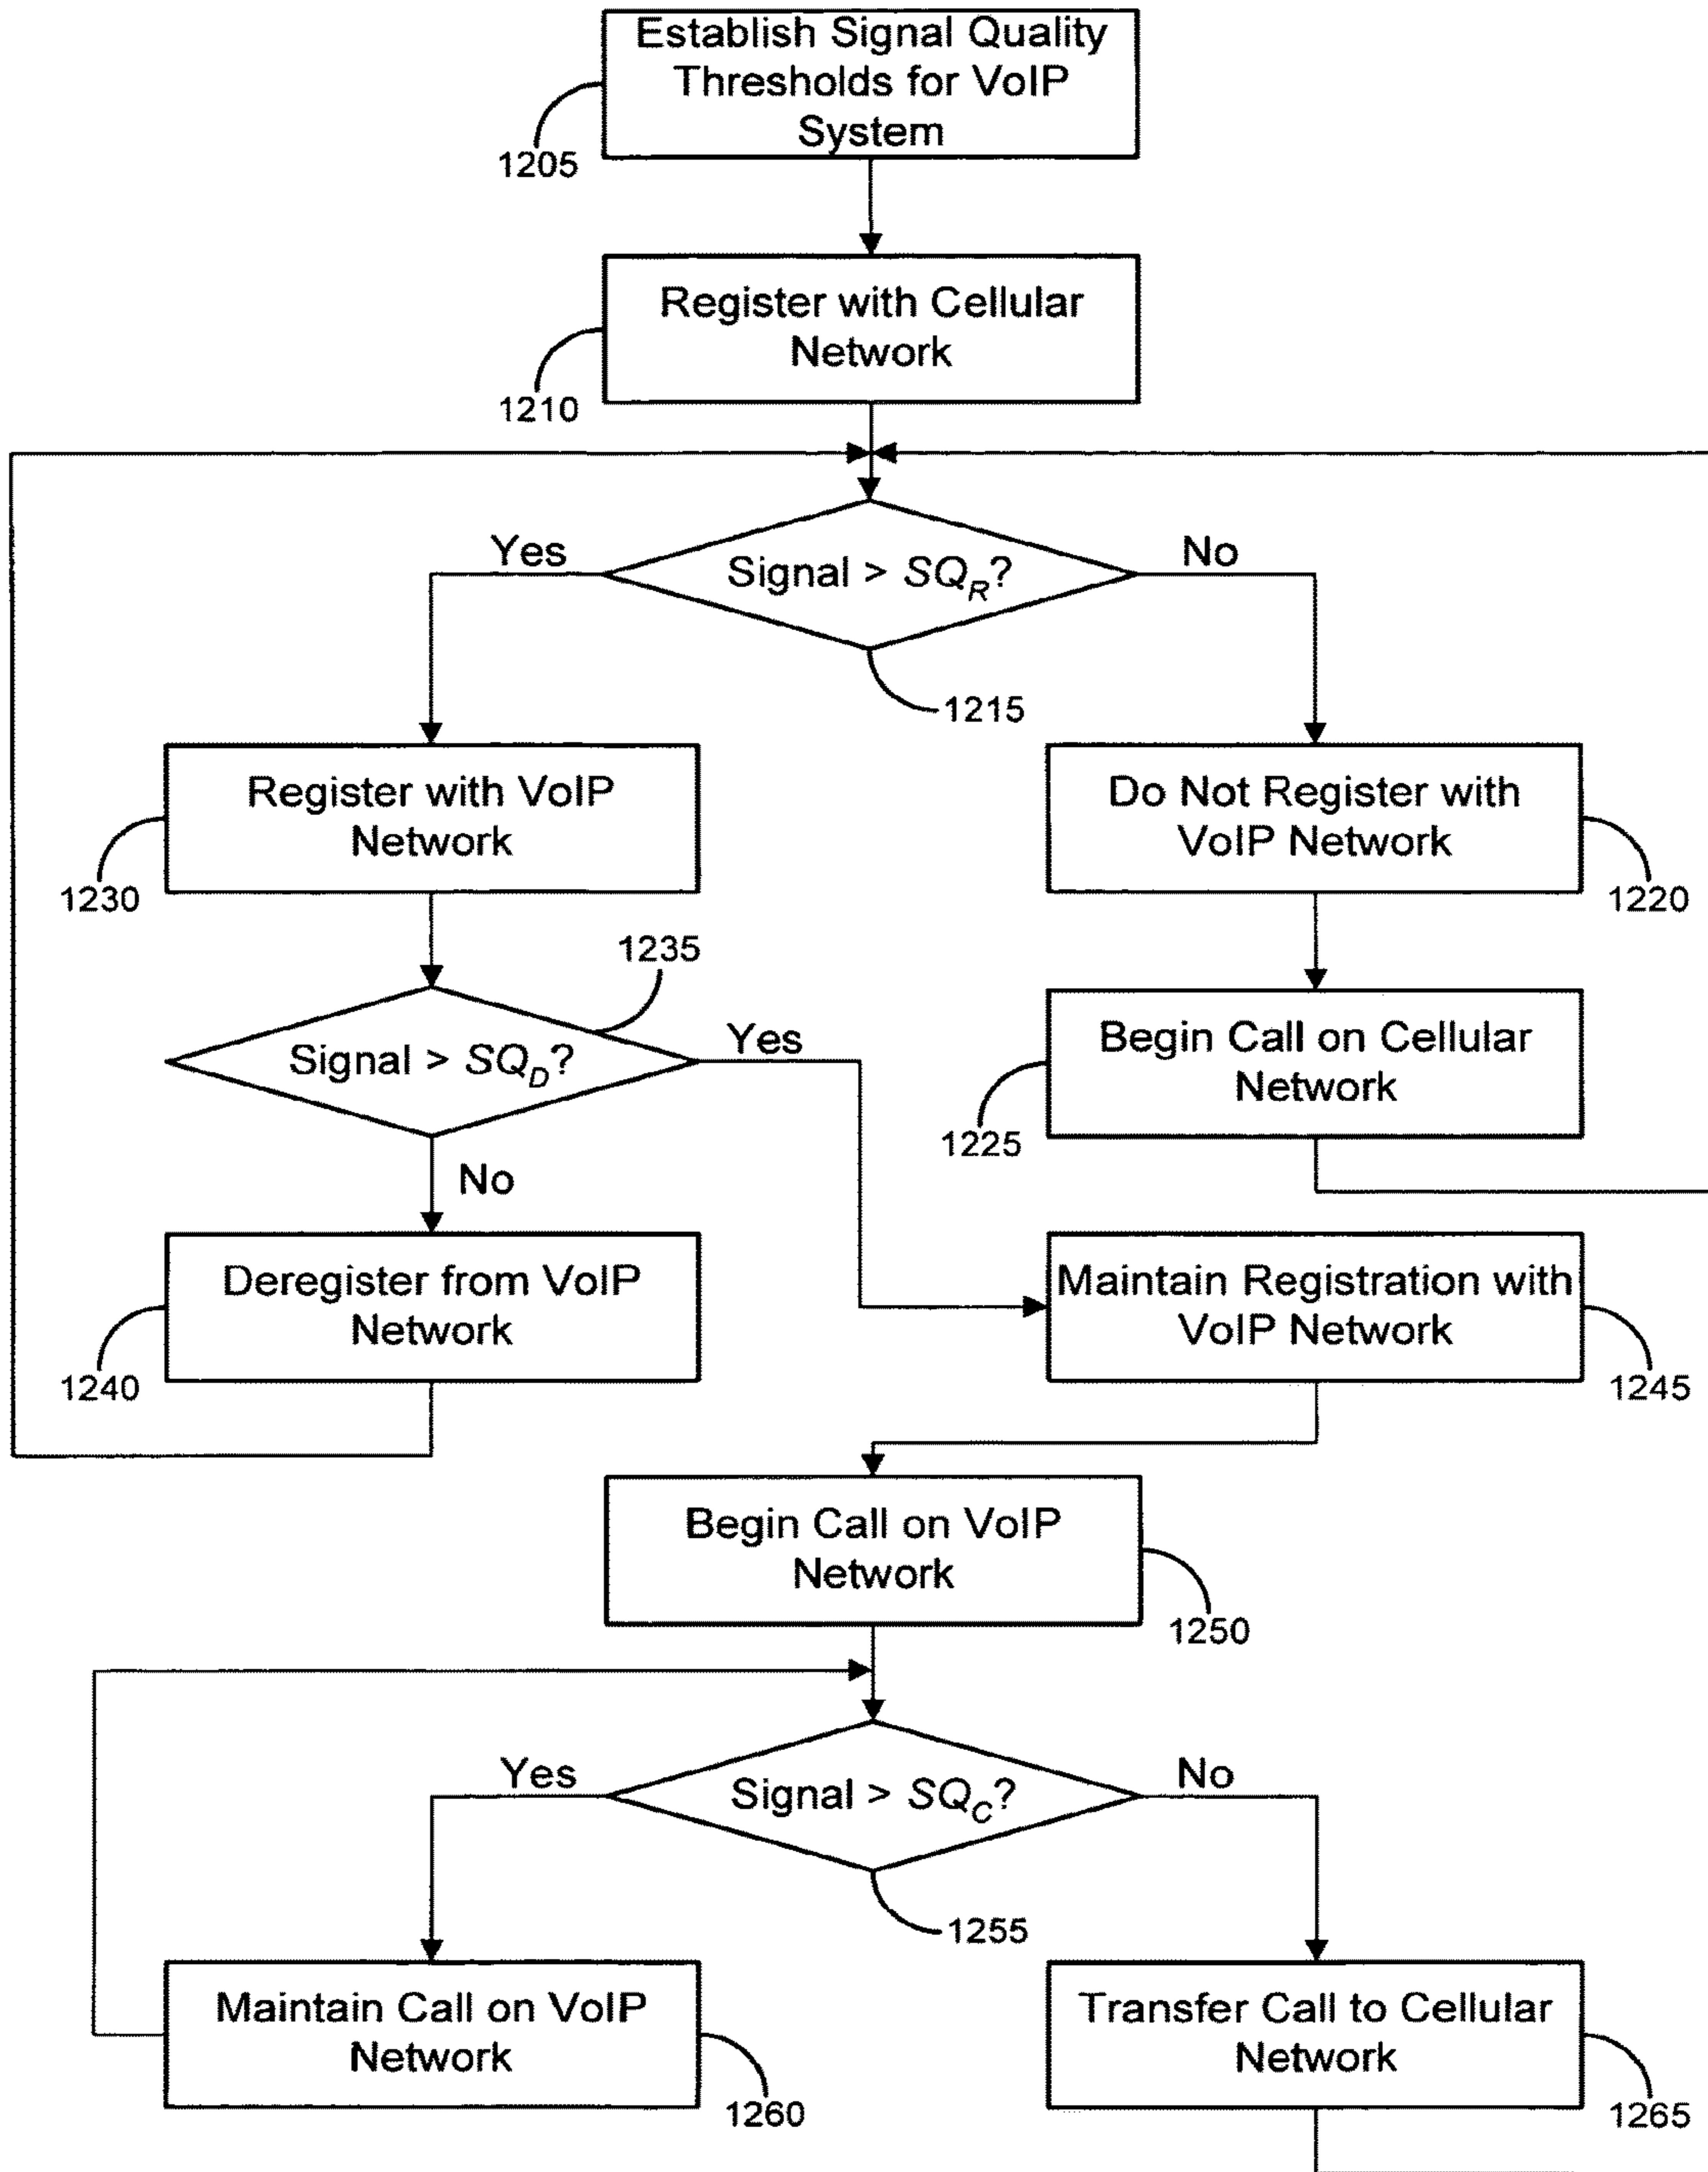 Establish Signal Quality
Thresholds for VoIP
System
1205
Register with Cellular
Network
1210
Yes
Signal > SQ_R?
No
1215
Register with VoIP
Network
1230
Do Not Register with
VoIP Network
1220
1235
Signal > SQ_D?
Yes
No
Begin Call on Cellular
Network
1225
Deregister from VoIP
Network
1240
Maintain Registration with
VoIP Network
1245
Begin Call on VoIP
Network
1250
Yes
Signal > SQ_C?
No
1255
Maintain Call on VoIP
Network
1260
Transfer Call to Cellular
Network
1265